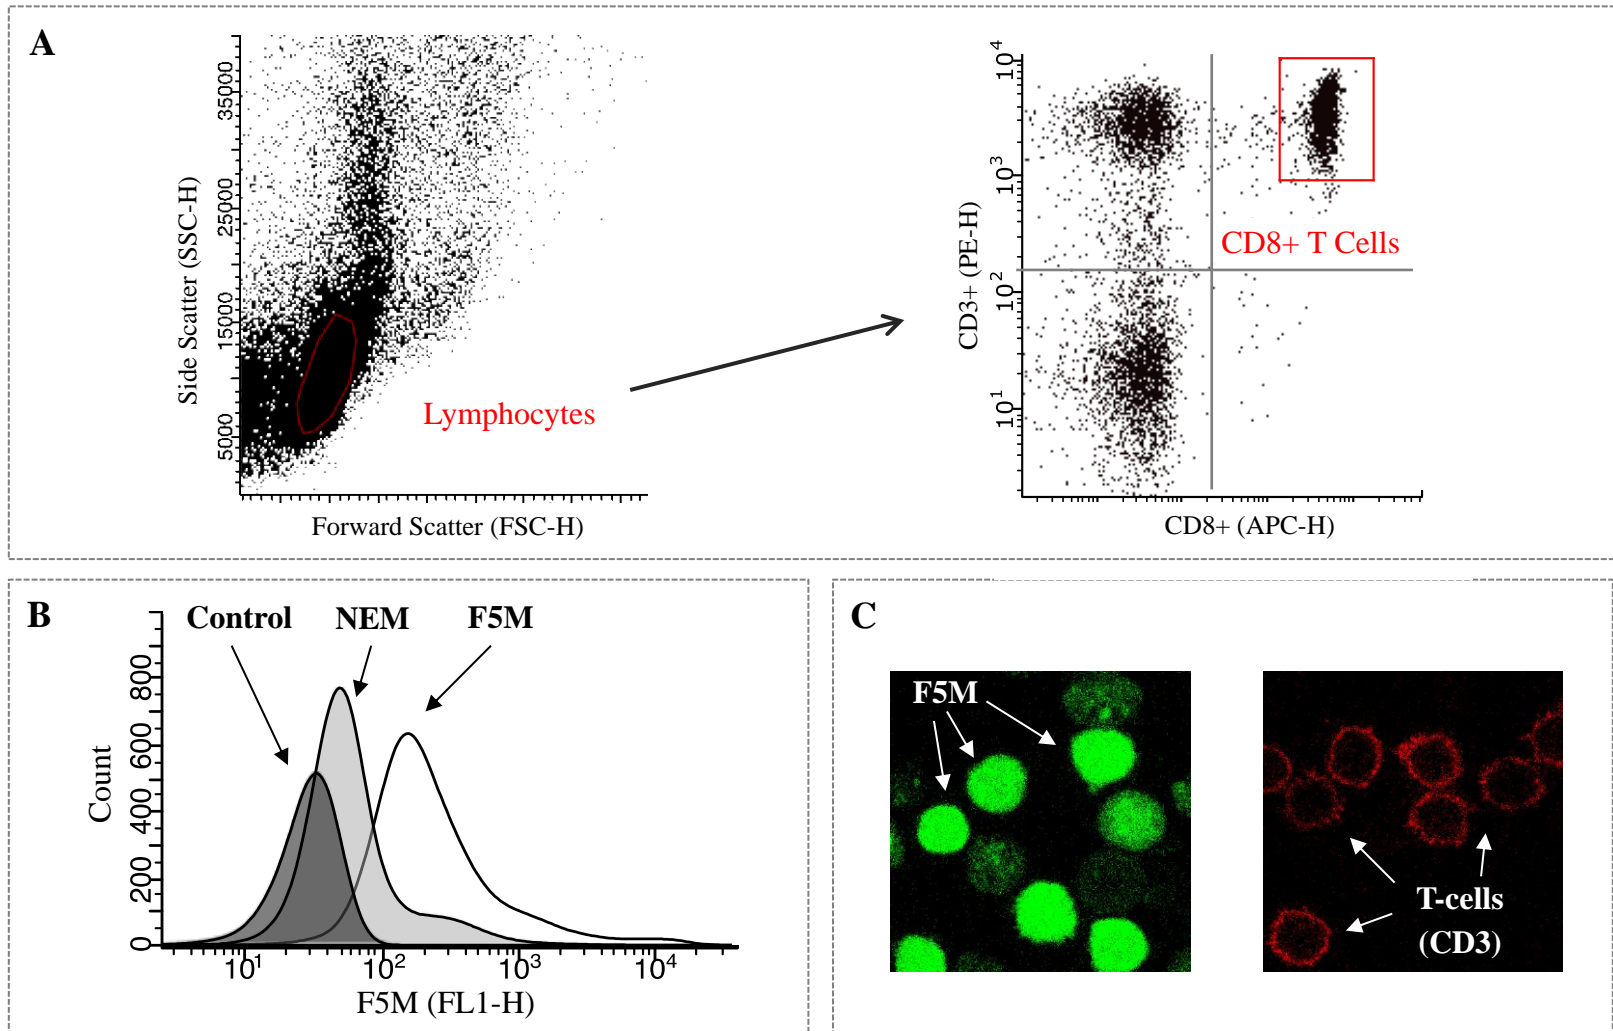 A
35000
25000
15000
5000
Side Scatter (SSC-H)
Forward Scatter (FSC-H)
Lymphocytes
10^4
10^3
10^2
10^1
CD3+ (PE-H)
CD8+ T Cells
CD8+ (APC-H)
B
Control
NEM
F5M
800
600
400
200
0
Count
10^1
10^2
10^3
10^4
F5M (FL1-H)
C
F5M
T-cells
(CD3)